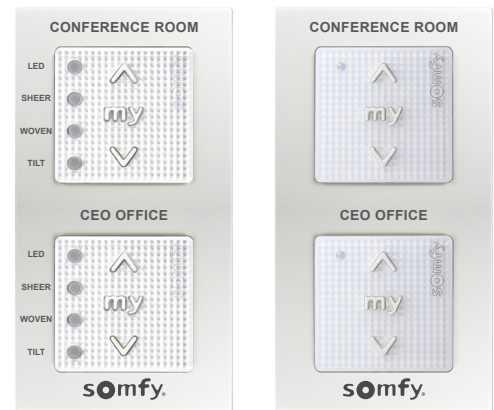 CONFERENCE ROOM
LED
SHEER
my
WOVEN
TILT
CEO OFFICE
LED
SHEER
my
WOVEN
TILT
somfy®
CONFERENCE ROOM
somfy
my
CEO OFFICE
somfy
my
somfy®